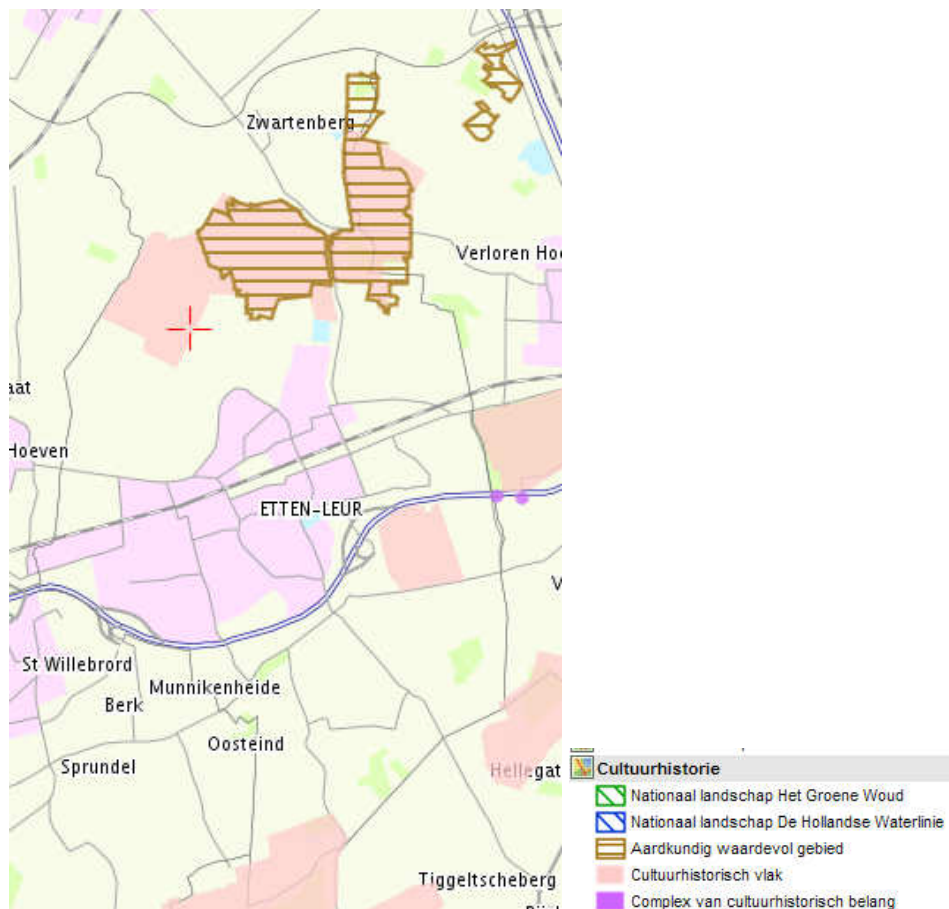 Zwartenberg
Verloren Hoe
aat
Hoeven
ETTEN-LEUR
St Willebrord
Munnikenheide
Berk
Oosteind
Sprundel
Hellegat
Tiggeltscheberg
Cultuurhistorie
Nationaal landschap Het Groene Woud
Nationaal landschap De Hollandse Waterlinie
Aardkundig waardevol gebied
Cultuurhistorisch vlak
Complex van cultuurhistorisch belang